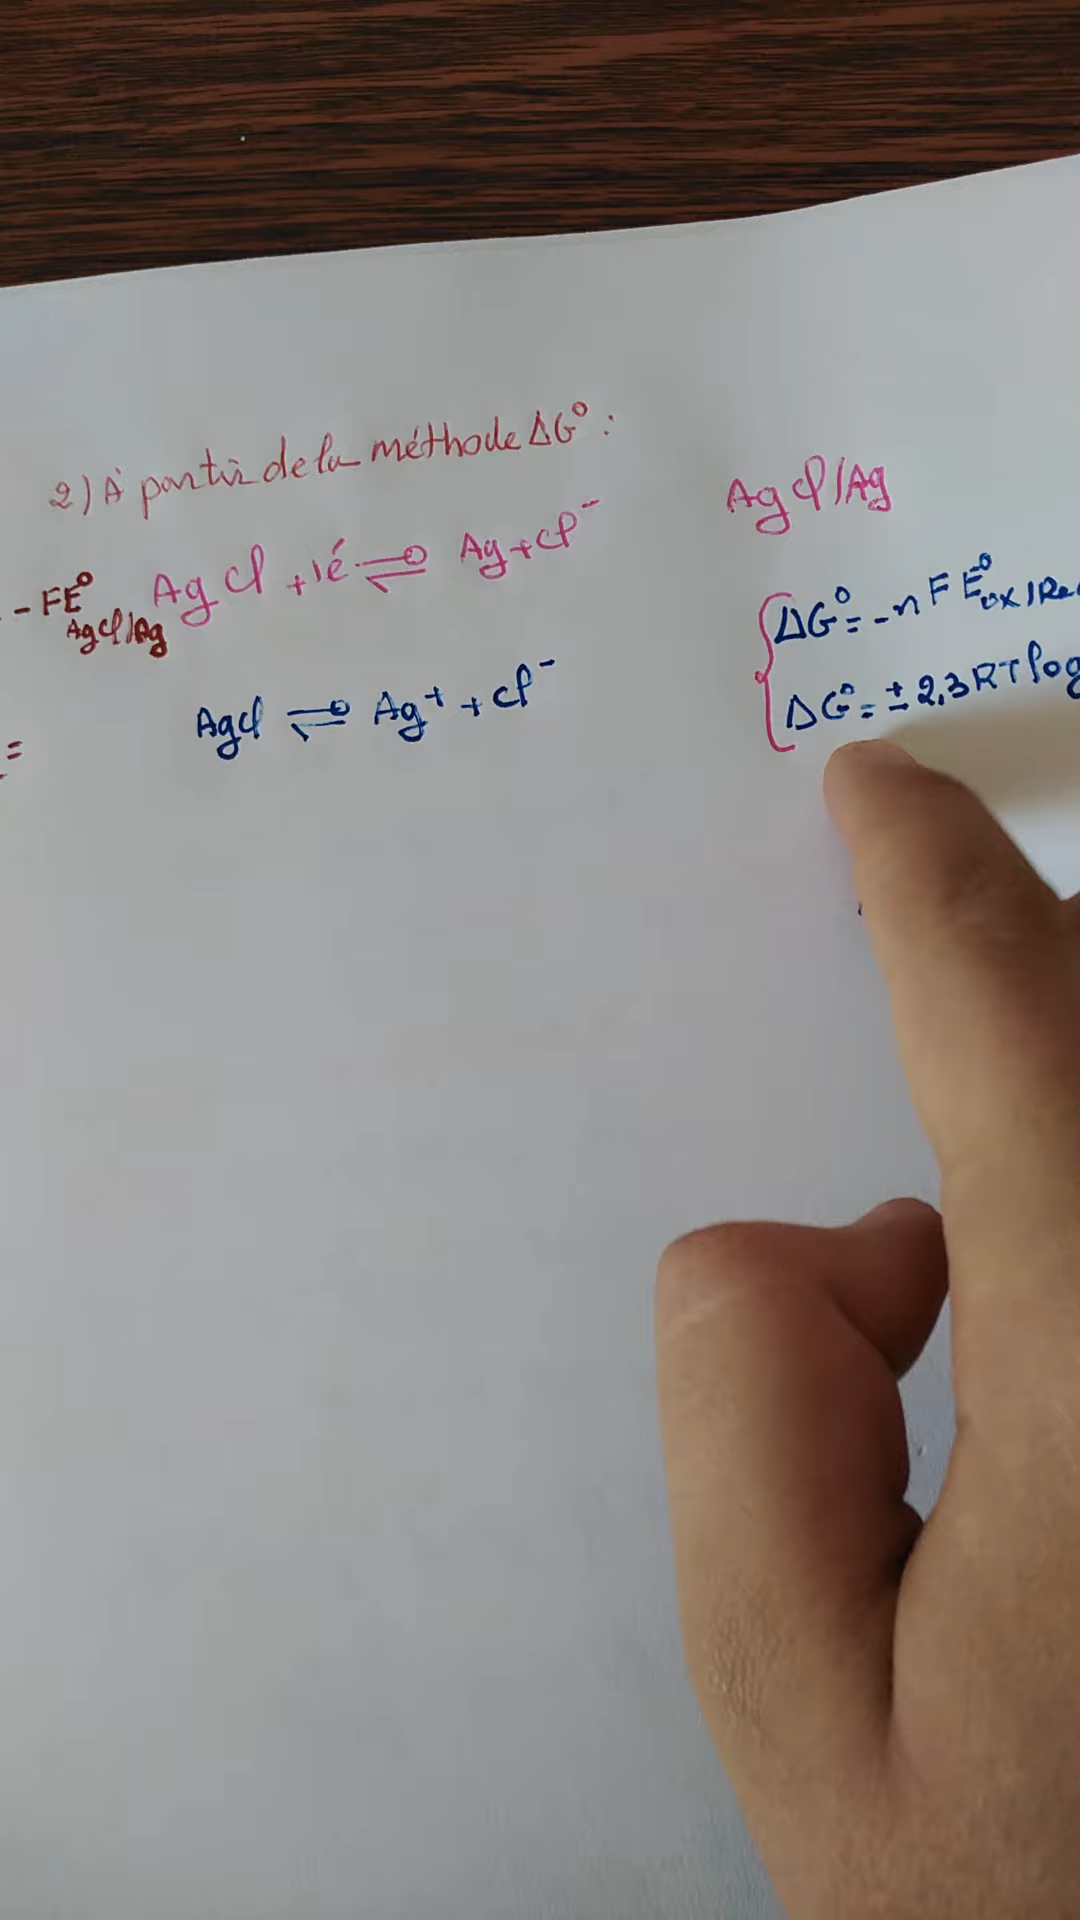 2) À partir de la méthode ΔG° :
AgCl/Ag
- FE° AgCl/Ag AgCl + 1é ⇌ Ag + Cl⁻
ΔG° = - n F E° ox/Red
= AgCl ⇌ Ag⁺ + Cl⁻
ΔG° = ± 2,3 RT log